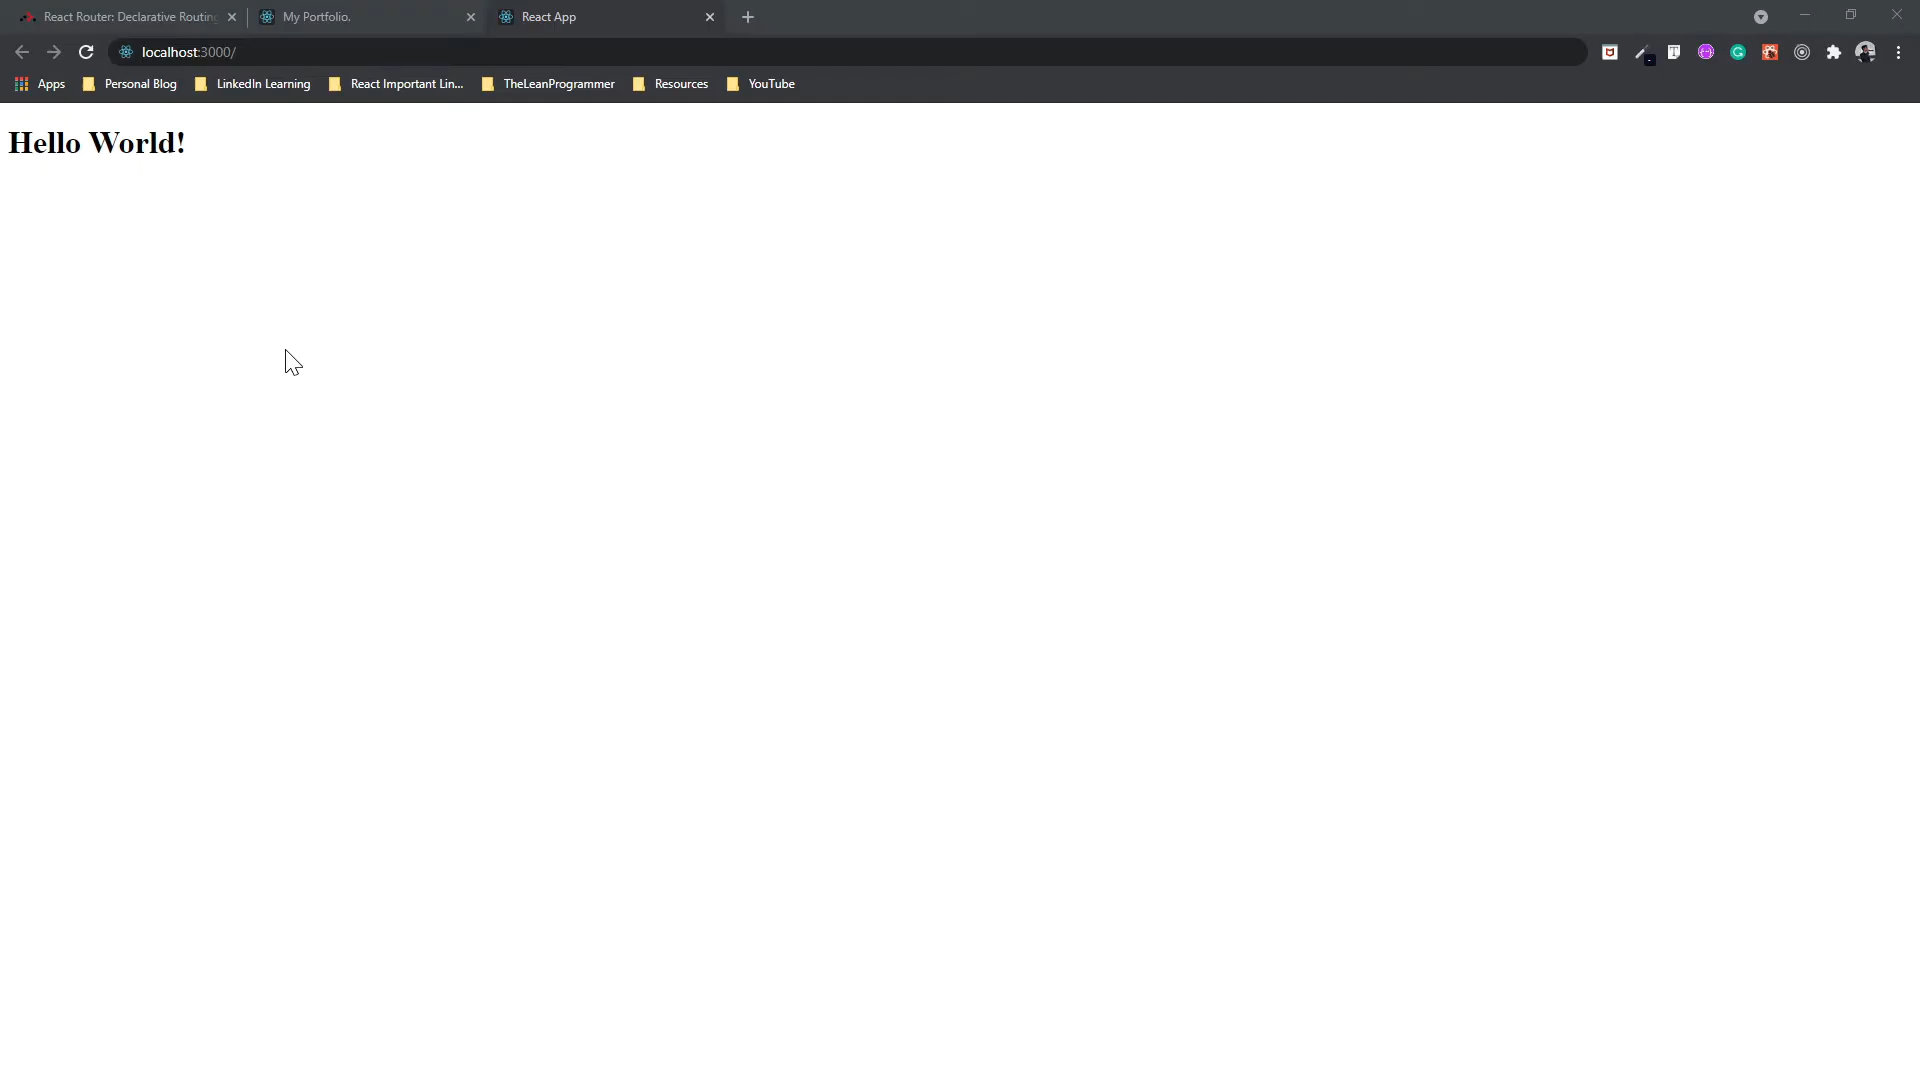 React Router: Declarative Routing
My Portfolio.
React App
localhost:3000/
Apps
Personal Blog
LinkedIn Learning
React Important Lin...
TheLeanProgrammer
Resources
YouTube
Hello World!